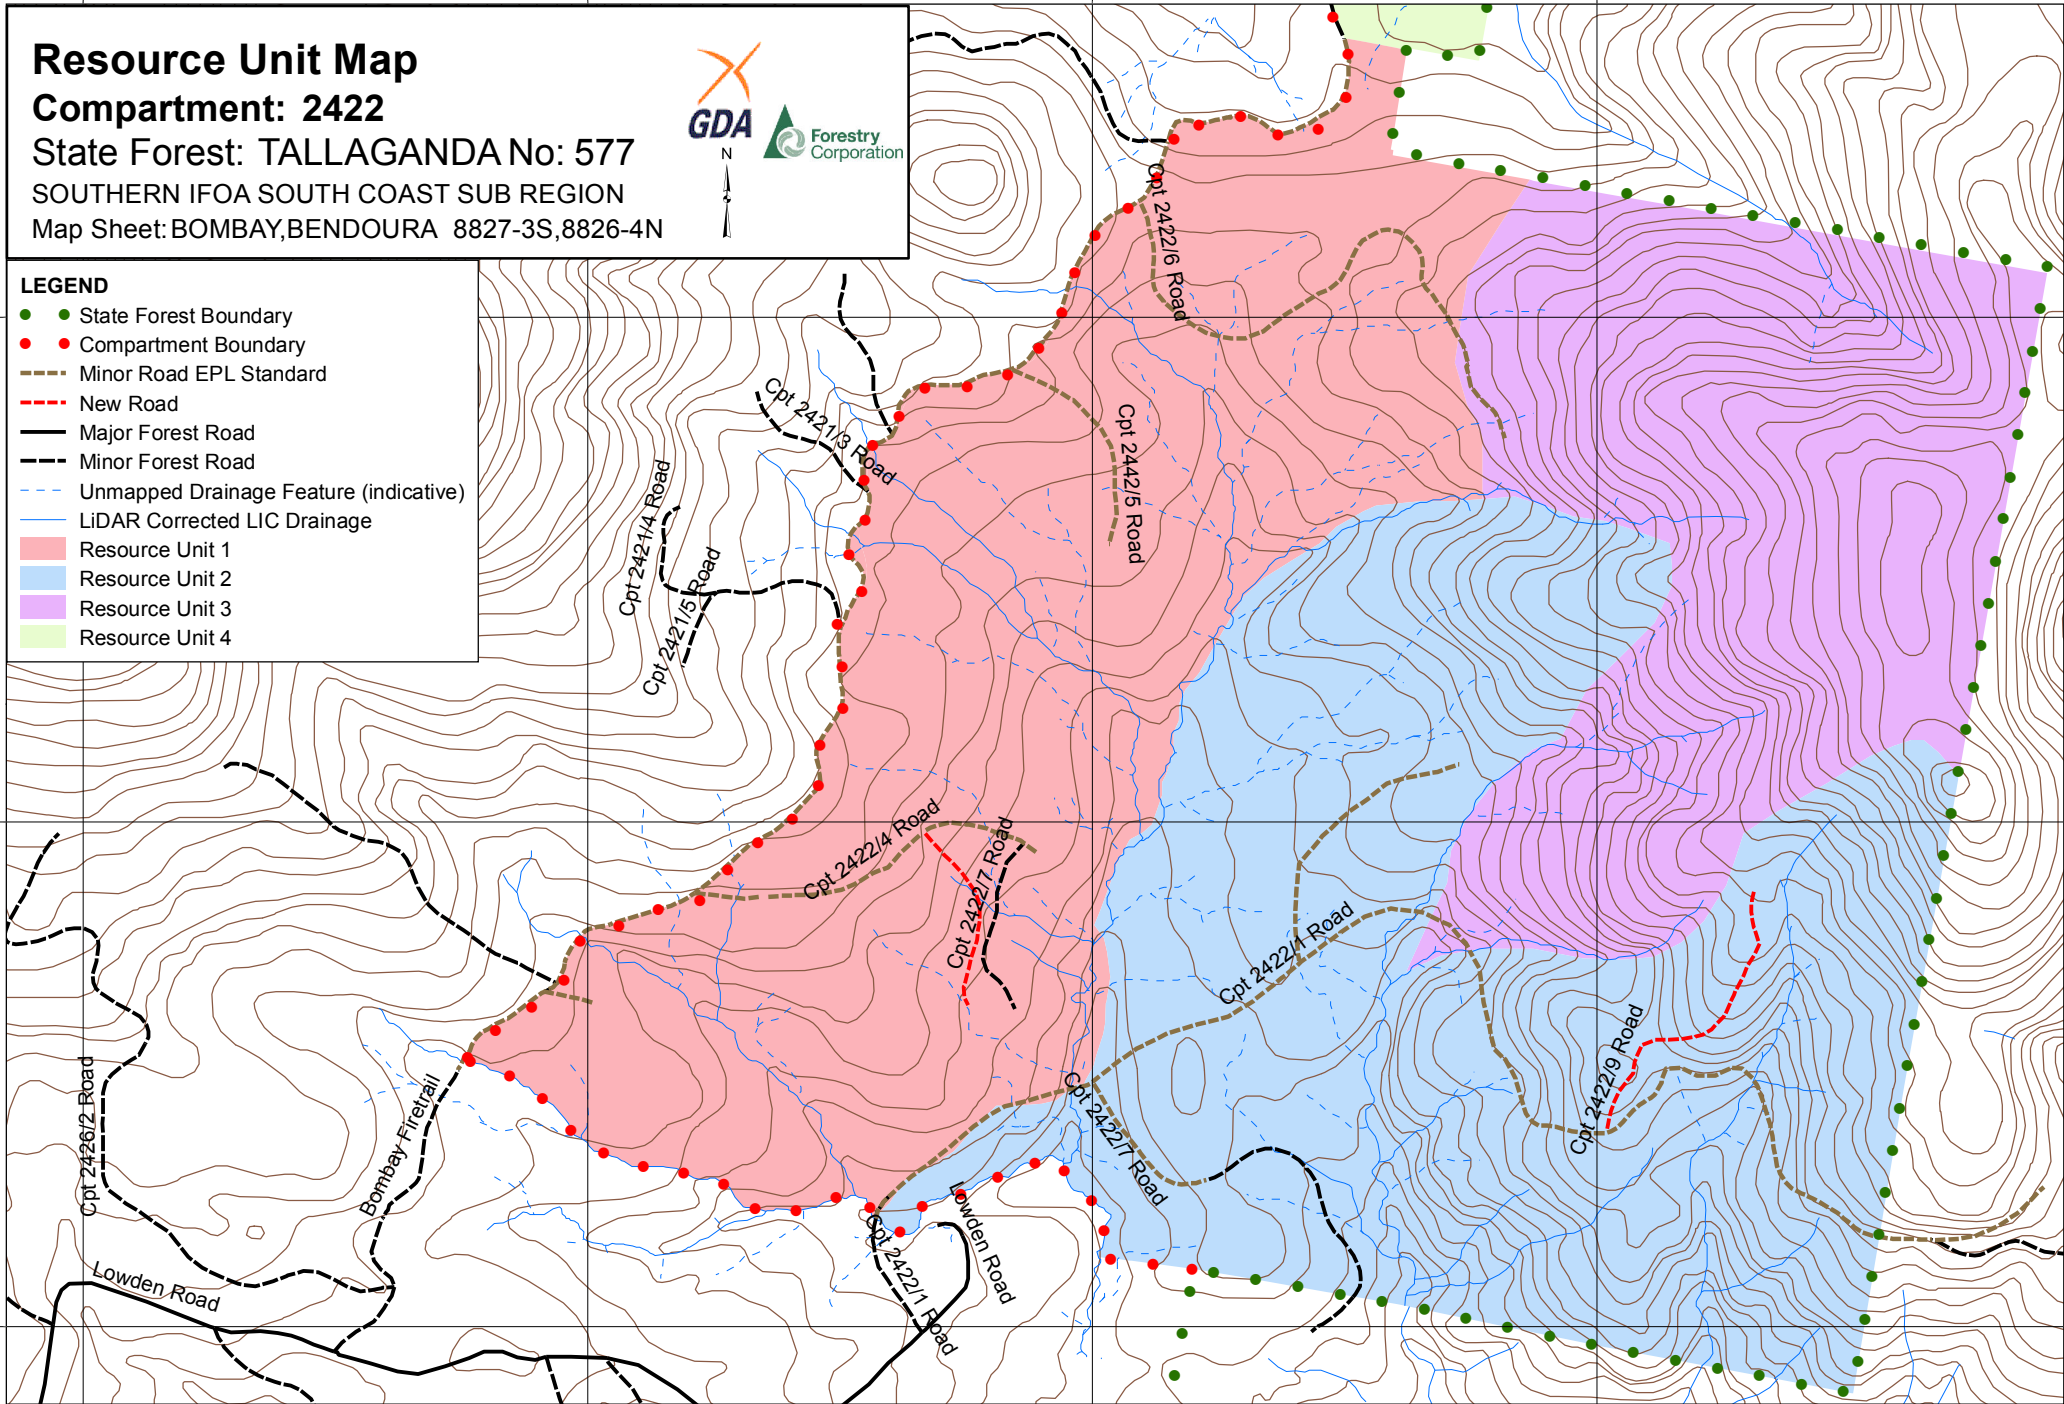 Resource Unit Map
Compartment: 2422
State Forest: TALLAGANDA No: 577
SOUTHERN IFOA SOUTH COAST SUB REGION
Map Sheet: BOMBAY,BENDOURA 8827-3S,8826-4N
GDA
Forestry
Corporation
N
LEGEND
State Forest Boundary
Compartment Boundary
Minor Road EPL Standard
New Road
Major Forest Road
Minor Forest Road
Unmapped Drainage Feature (indicative)
LiDAR Corrected LIC Drainage
Resource Unit 1
Resource Unit 2
Resource Unit 3
Resource Unit 4
Cpt 2422/6 Road
Cpt 2421/3 Road
Cpt 2442/5 Road
Cpt 2421/4 Road
Cpt 2421/5 Road
Cpt 2422/4 Road
Cpt 2422/7 Road
Cpt 2422/1 Road
Cpt 2422/9 Road
Cpt 2426/2 Road
Bombay Firetrail
Cpt 2422/7 Road
Lowden Road
Cpt 2422/1 Road
Lowden Road